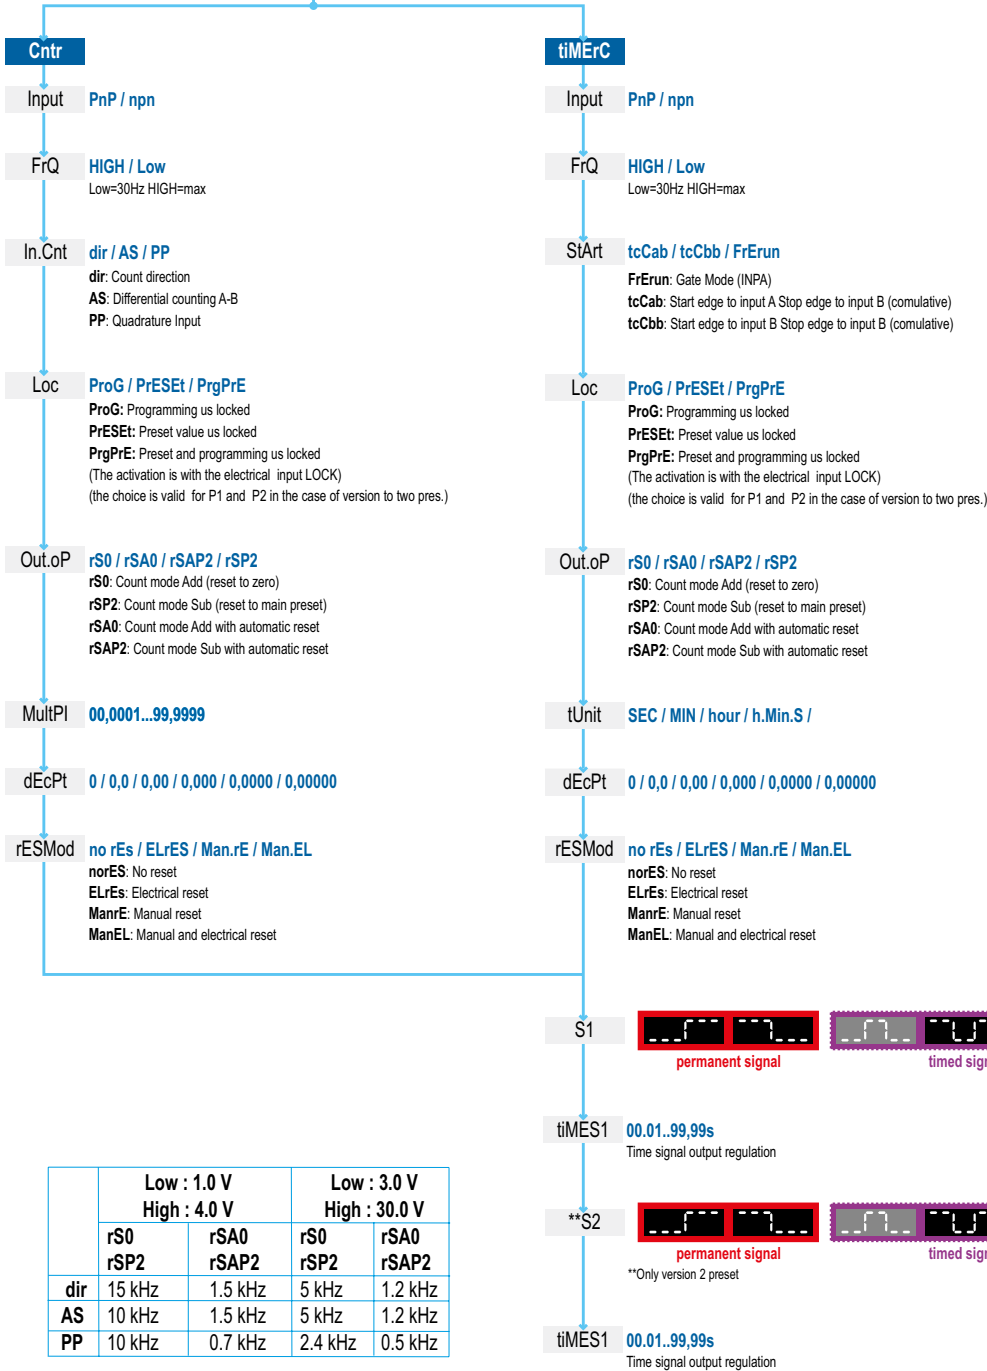 Cntr
Input PnP / npn
FrQ HIGH / Low
Low=30Hz HIGH=max
In.Cnt dir / AS / PP
dir: Count direction
AS: Differential counting A-B
PP: Quadrature Input
Loc ProG / PrESEt / PrgPrE
ProG: Programming us locked
PrESEt: Preset value us locked
PrgPrE: Preset and programming us locked
(The activation is with the electrical input LOCK)
(the choice is valid for P1 and P2 in the case of version to two pres.)
Out.oP rS0 / rSA0 / rSAP2 / rSP2
rS0: Count mode Add (reset to zero)
rSP2: Count mode Sub (reset to main preset)
rSA0: Count mode Add with automatic reset
rSAP2: Count mode Sub with automatic reset
MultPl 00,0001...99,9999
dEcPt 0 / 0,0 / 0,00 / 0,000 / 0,0000 / 0,00000
rESMod no rEs / ELrES / Man.rE / Man.EL
norES: No reset
ELrEs: Electrical reset
ManrE: Manual reset
ManEL: Manual and electrical reset
tiMErC
Input PnP / npn
FrQ HIGH / Low
Low=30Hz HIGH=max
StArt tcCab / tcCbb / FrErun
FrErun: Gate Mode (INPA)
tcCab: Start edge to input A Stop edge to input B (comulative)
tcCbb: Start edge to input B Stop edge to input B (comulative)
Loc ProG / PrESEt / PrgPrE
ProG: Programming us locked
PrESEt: Preset value us locked
PrgPrE: Preset and programming us locked
(The activation is with the electrical input LOCK)
(the choice is valid for P1 and P2 in the case of version to two pres.)
Out.oP rS0 / rSA0 / rSAP2 / rSP2
rS0: Count mode Add (reset to zero)
rSP2: Count mode Sub (reset to main preset)
rSA0: Count mode Add with automatic reset
rSAP2: Count mode Sub with automatic reset
tUnit SEC / MIN / hour / h.Min.S /
dEcPt 0 / 0,0 / 0,00 / 0,000 / 0,0000 / 0,00000
rESMod no rEs / ELrES / Man.rE / Man.EL
norES: No reset
ELrEs: Electrical reset
ManrE: Manual reset
ManEL: Manual and electrical reset
S1
permanent signal timed sign
tiMES1 00.01..99,99s
Time signal output regulation
**S2
permanent signal timed sign
**Only version 2 preset
tiMES1 00.01..99,99s
Time signal output regulation
Low : 1.0 V Low : 3.0 V
High : 4.0 V High : 30.0 V
rS0 rSA0 rS0 rSA0
rSP2 rSAP2 rSP2 rSAP2
dir 15 kHz 1.5 kHz 5 kHz 1.2 kHz
AS 10 kHz 1.5 kHz 5 kHz 1.2 kHz
PP 10 kHz 0.7 kHz 2.4 kHz 0.5 kHz